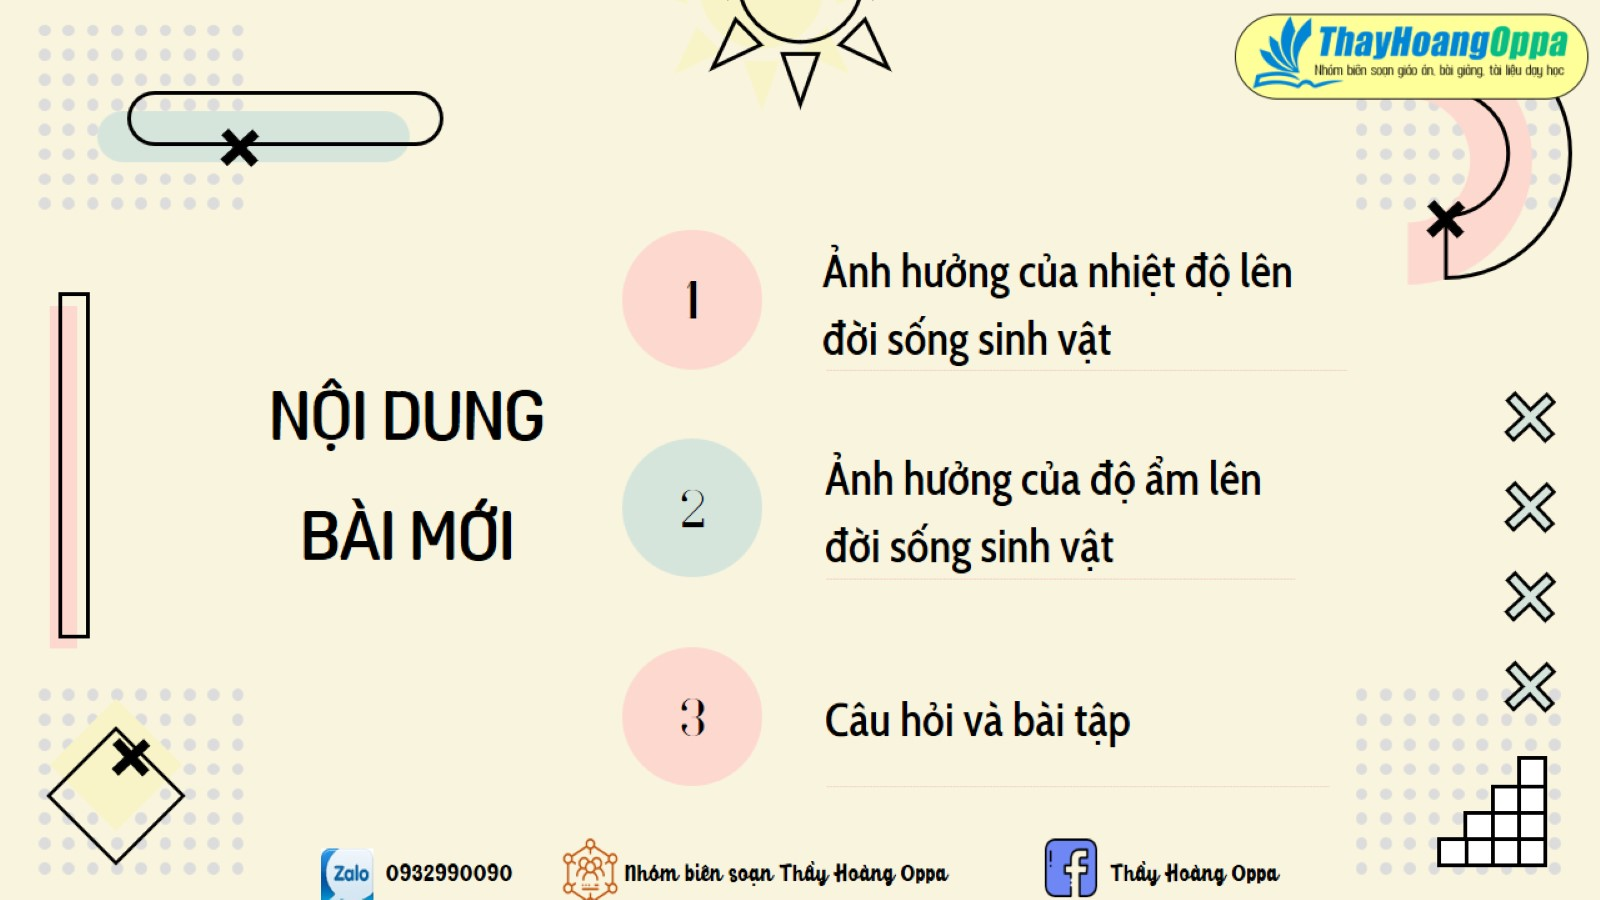 ThayHoangOppa
Nhóm biên soạn giáo án, bài giảng, tài liệu dạy học
NỘI DUNG
BÀI MỚI
1
Ảnh hưởng của nhiệt độ lên
đời sống sinh vật
2
Ảnh hưởng của độ ẩm lên
đời sống sinh vật
3
Câu hỏi và bài tập
Zalo
0932990090
Nhóm biên soạn Thầy Hoàng Oppa
Thầy Hoàng Oppa